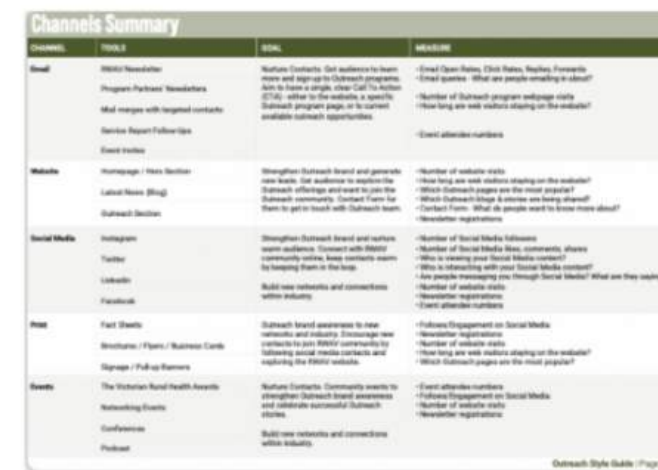 Channels Summary
CHANNEL TOOLS GOAL MEASURE
Email
RWAV Newsletter
Program Partners' Newsletters
Mail merges with targeted contacts
Service Report Follow-Ups
Event Invites
Nurture Contacts. Get audience to learn
more and sign up to Outreach programs.
Aim to have a single, clear Call To Action
(CTA) - either to the website, a specific
Outreach program page, or to current
available outreach opportunities.
• Email Open Rates, Click Rates, Replies, Forwards
• Email queries - What are people emailing in about?
• Number of Outreach program webpage visits
• How long are web visitors staying on the website?
• Event attendee numbers
Website
Homepage / Hero Section
Latest News (Blog)
Outreach Section
Strengthen Outreach brand and generate
new leads. Get audience to explore the
Outreach offerings and want to join the
Outreach community. Contact Form for
them to get in touch with Outreach team.
• Number of website visits
• How long are web visitors staying on the website?
• Which Outreach pages are the most popular?
• Which Outreach blogs & stories are being shared?
• Contact Form - What do people want to know more about?
• Newsletter registrations
Social Media
Instagram
Twitter
LinkedIn
Facebook
Strengthen Outreach brand and nurture
warm audience. Connect with RWAV
community online, keep contacts warm
by keeping them in the loop.
Build new networks and connections
within industry.
• Number of Social Media followers
• Number of Social Media likes, comments, shares
• Who is viewing your Social Media content?
• Who is interacting with your Social Media content?
• Are people messaging you through Social Media? What are they saying
• Number of website visits
• Newsletter registrations
• Event attendee numbers
Print
Fact Sheets
Brochures / Flyers / Business Cards
Signage / Pull-up Banners
Outreach brand awareness to new
networks and industry. Encourage new
contacts to join RWAV community by
following social media contacts and
exploring the RWAV website.
• Follows/Engagement on Social Media
• Newsletter registrations
• Number of website visits
• How long are web visitors staying on the website?
• Which Outreach pages are the most popular?
Events
The Victorian Rural Health Awards
Networking Events
Conferences
Podcast
Nurture Contacts. Community events to
strengthen Outreach brand awareness
and celebrate successful Outreach
stories.
Build new networks and connections
within industry.
• Event attendee numbers
• Follows/Engagement on Social Media
• Number of website visits
• Newsletter registrations
Outreach Style Guide | Page